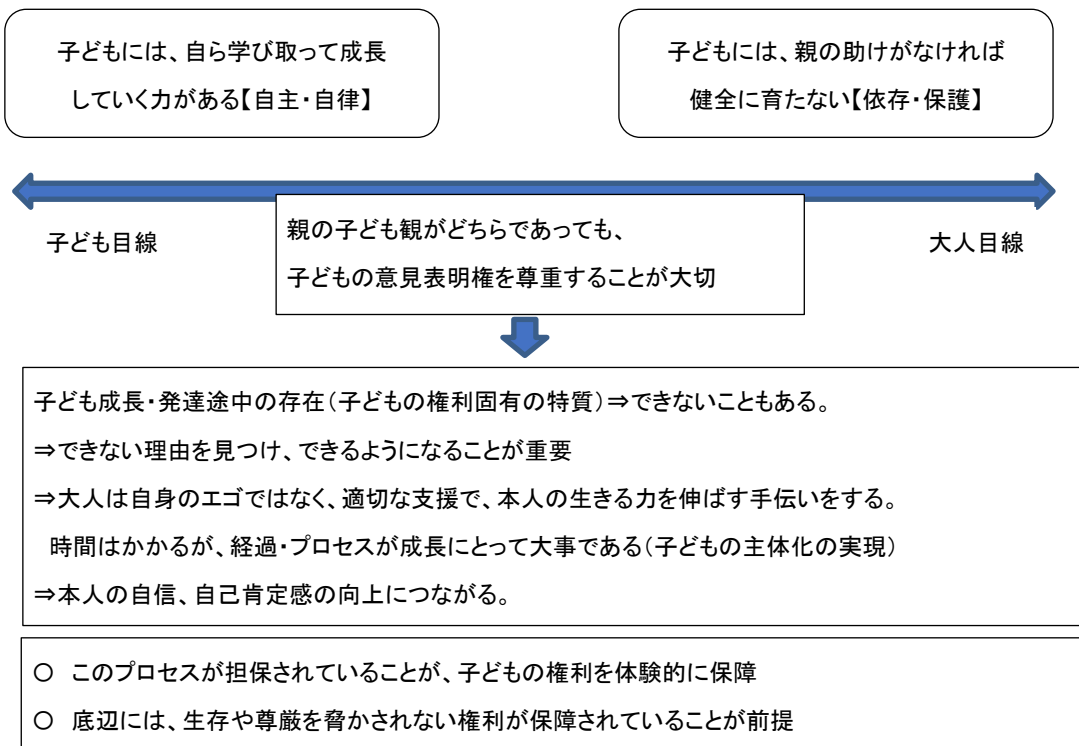 子どもには、自ら学び取って成長
していく力がある【自主・自律】
子どもには、親の助けがなければ
健全に育たない【依存・保護】
子ども目線
親の子ども観がどちらであっても、
子どもの意見表明権を尊重することが大切
大人目線
子ども成長・発達途中の存在(子どもの権利固有の特質)⇒できないこともある。
⇒できない理由を見つけ、できるようになることが重要
⇒大人は自身のエゴではなく、適切な支援で、本人の生きる力を伸ばす手伝いをする。
時間はかかるが、経過・プロセスが成長にとって大事である(子どもの主体化の実現)
⇒本人の自信、自己肯定感の向上につながる。
○ このプロセスが担保されていることが、子どもの権利を体験的に保障
○ 底辺には、生存や尊厳を脅かされない権利が保障されていることが前提